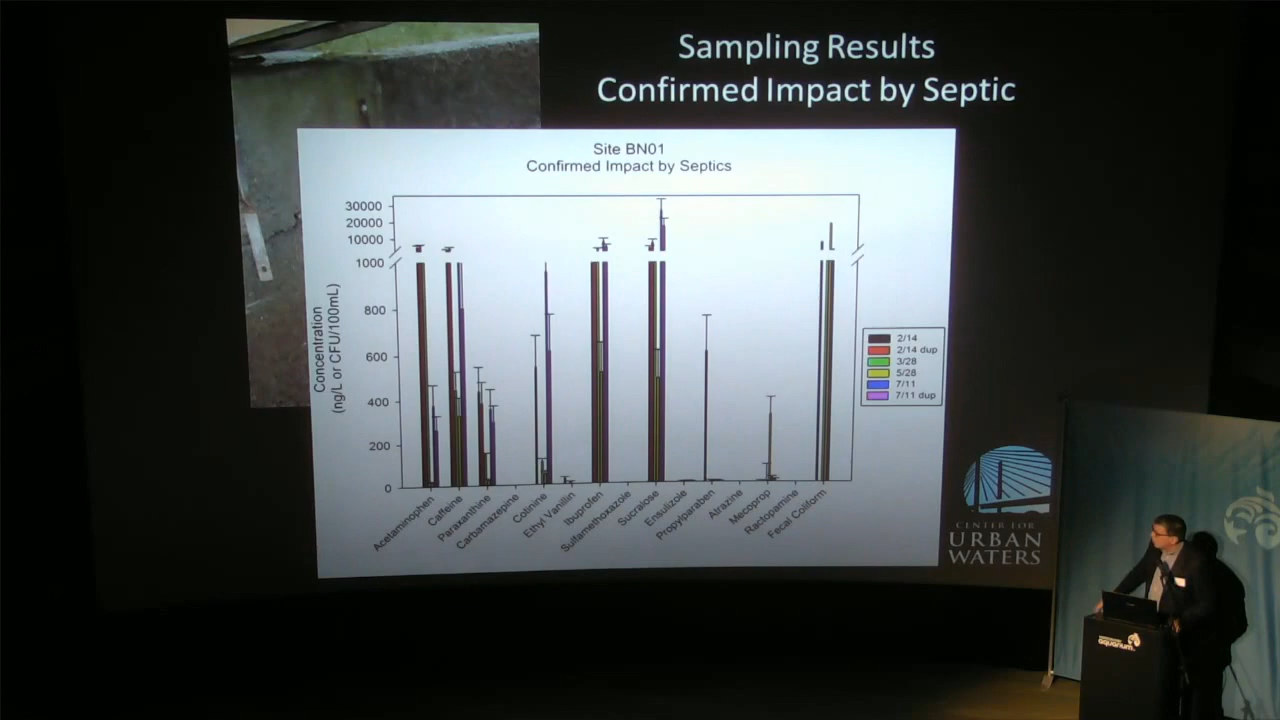 Sampling Results
Confirmed Impact by Septic
Site BN01
Confirmed Impact by Septics
30000
20000
10000
1000
800
600
400
200
0
Concentration
(ng/L or CFU/100mL)
Acetaminophen
Caffeine
Paraxanthine
Carbamazepine
Cotinine
Ethyl Vanillin
Ibuprofen
Sulfamethoxazole
Sucralose
Ensulizole
Propylparaben
Atrazine
Mecoprop
Ractopamine
Fecal Coliform
2/14
2/14 dup
3/28
5/28
7/11
7/11 dup
CENTER FOR
URBAN
WATERS
aquarium